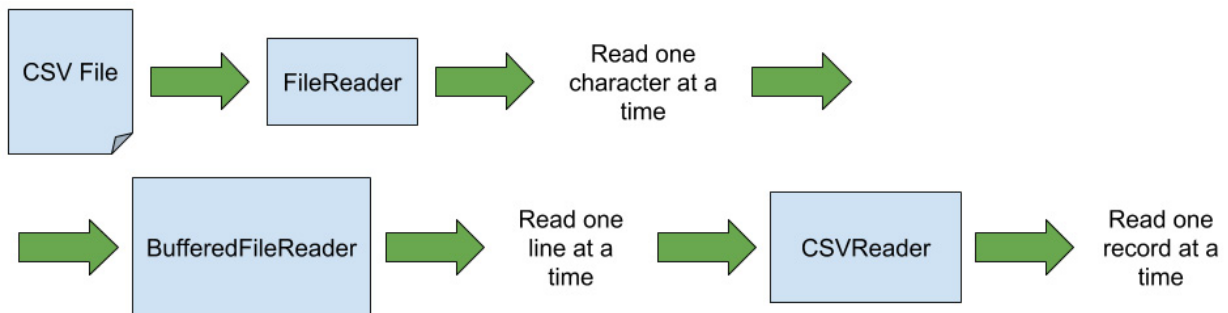 CSV File
FileReader
Read one
character at a
time
BufferedFileReader
Read one
line at a
time
CSVReader
Read one
record at a
time